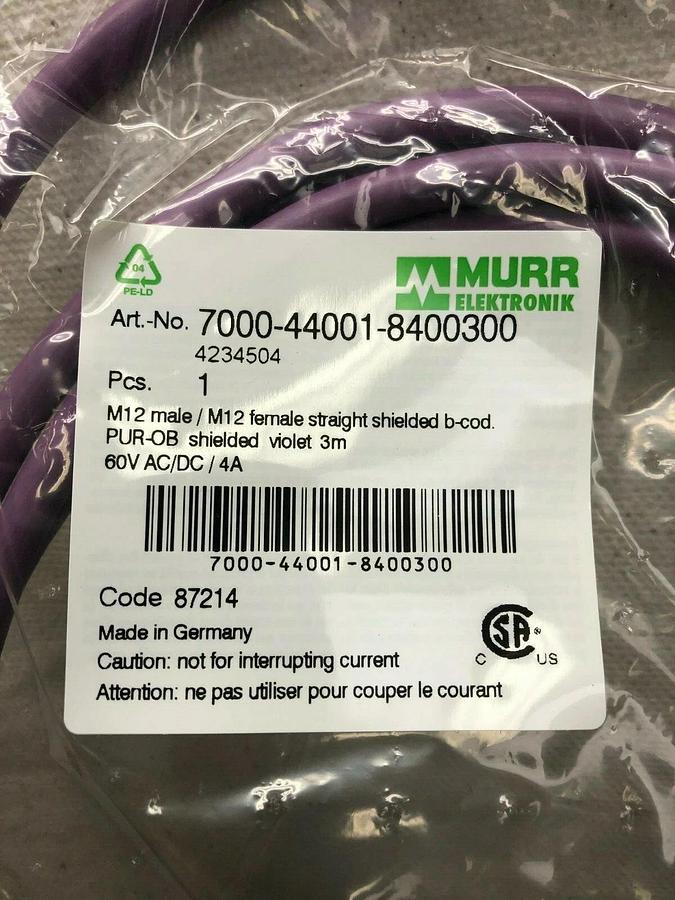 04
PE-LD
MURR
ELEKTRONIK
Art.-No. 7000-44001-8400300
4234504
Pcs. 1
M12 male / M12 female straight shielded b-cod.
PUR-OB shielded violet 3m
60V AC/DC / 4A
7000-44001-8400300
Code 87214
Made in Germany
Caution: not for interrupting current
Attention: ne pas utiliser pour couper le courant
SA ®
C US